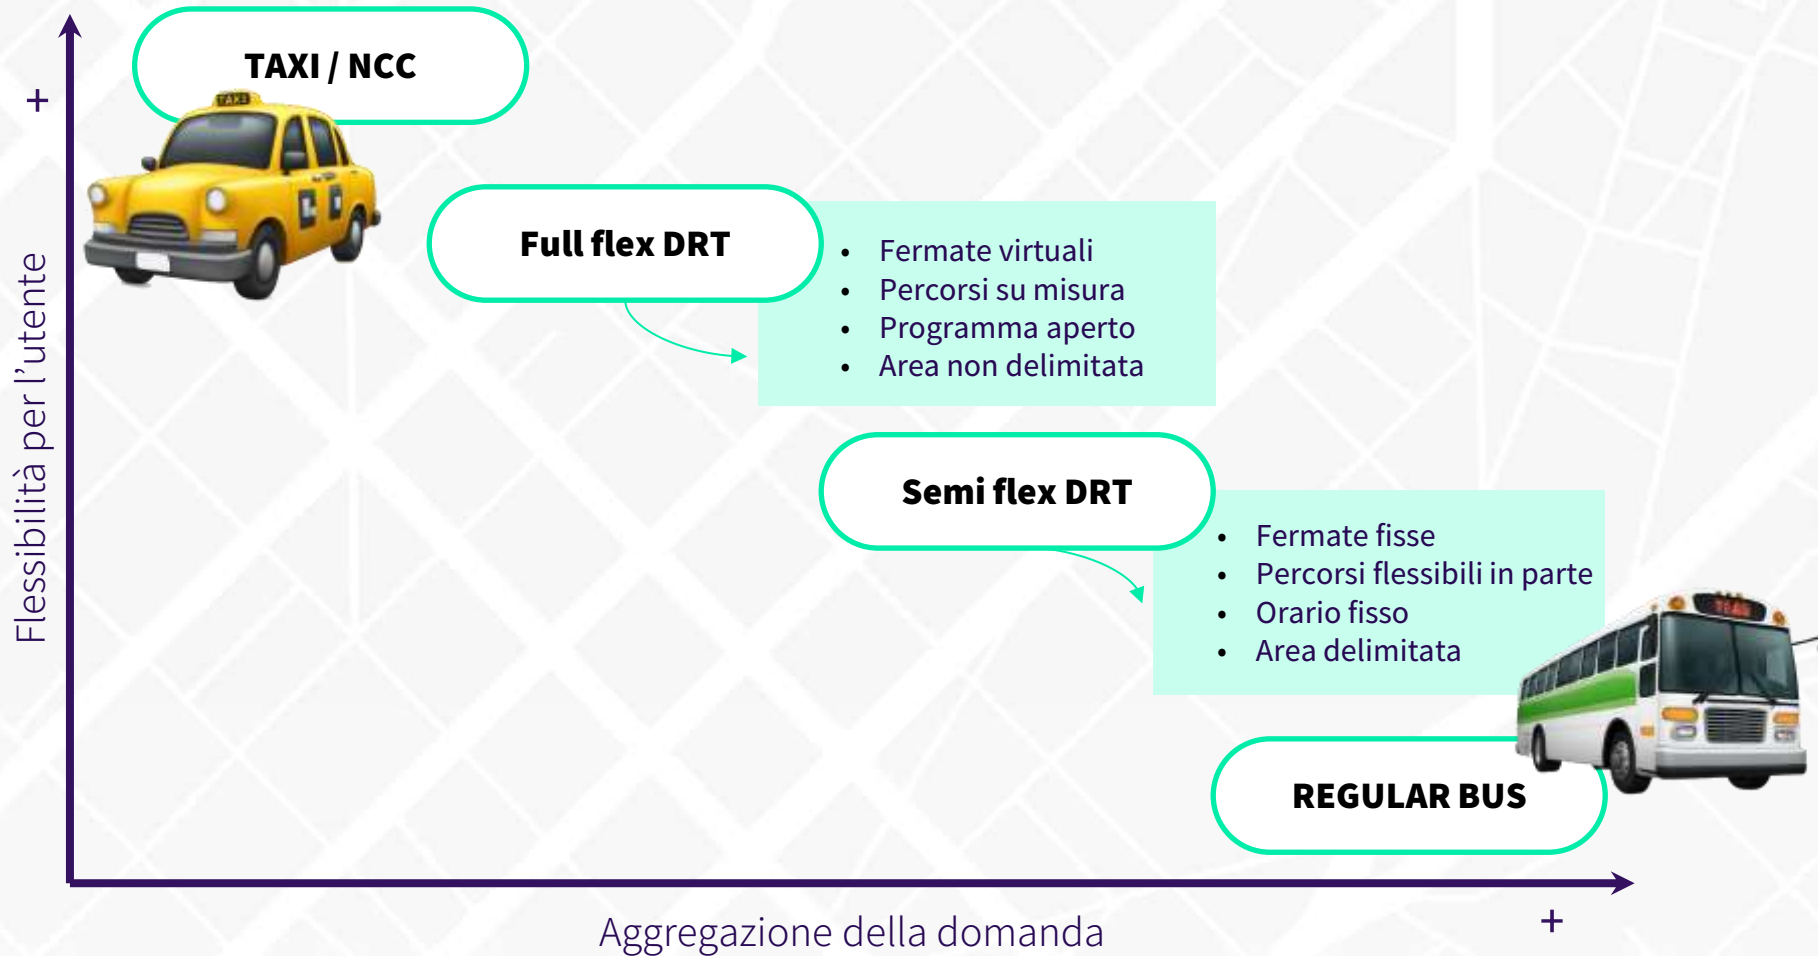 TAXI / NCC
TAXI
+
Flessibilità per l'utente
Full flex DRT
• Fermate virtuali
• Percorsi su misura
• Programma aperto
• Area non delimitata
Semi flex DRT
• Fermate fisse
• Percorsi flessibili in parte
• Orario fisso
• Area delimitata
REGULAR BUS
Aggregazione della domanda
+